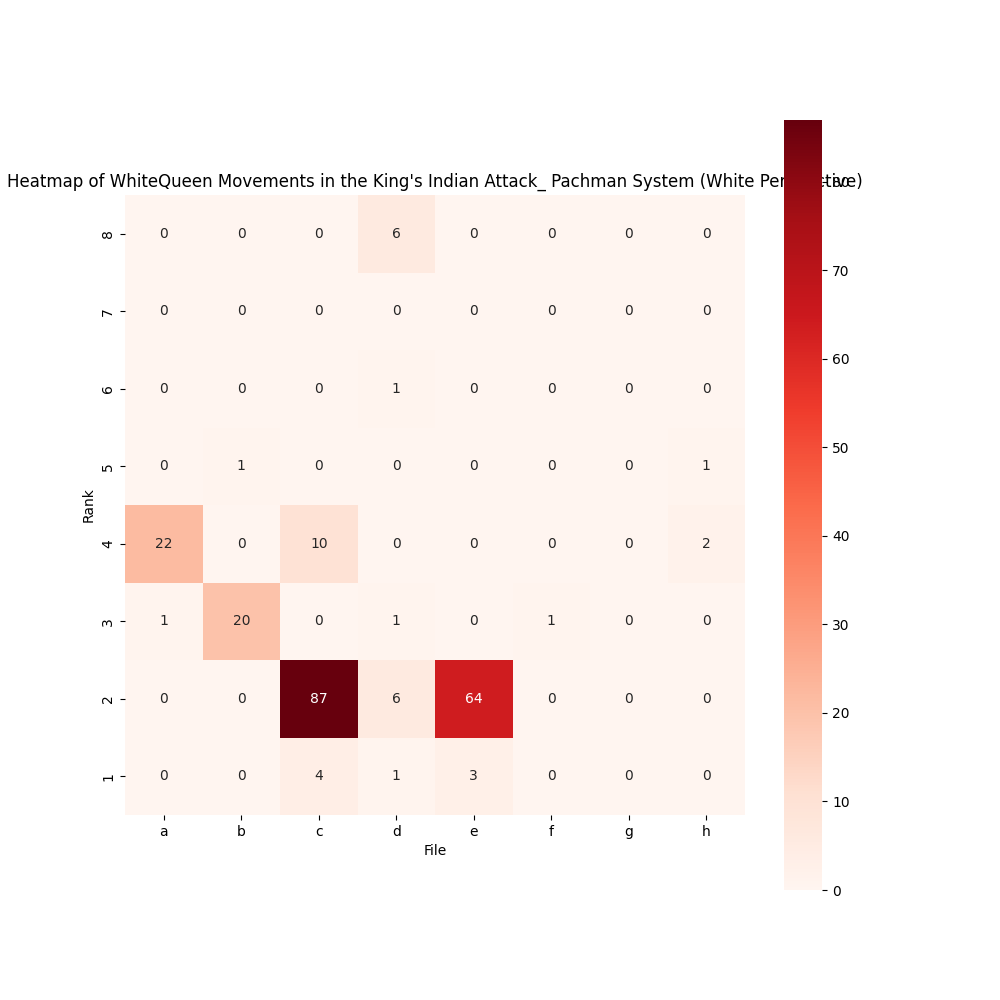 Heatmap of WhiteQueen Movements in the King's Indian Attack_ Pachman System (White
8 0 0 0 6 0 0 0 0
7 0 0 0 0 0 0 0 0
6 0 0 0 1 0 0 0 0
5 0 1 0 0 0 0 0 1
4 22 0 10 0 0 0 0 2
3 1 20 0 1 0 1 0 0
2 0 0 87 6 64 0 0 0
1 0 0 4 1 3 0 0 0
a b c d e f g h
File
Rank
70
60
50
40
30
20
10
0